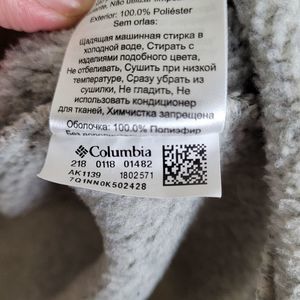 Exterior: 100.0% Poliéster
Sem orlas:
Щадящая машинная стирка в
холодной воде, Стирать с
изделиями подобного цвета,
Не отбеливать, Сушить при низкой
температуре, Сразу убрать из
сушилки, Не гладить, Не
использовать кондиционер
для тканей, Химчистка запрещена
Оболочка: 100.0% Полиэфир
Columbia
218 0118 01482
AK1139 1802571
7Q1NN0K502428